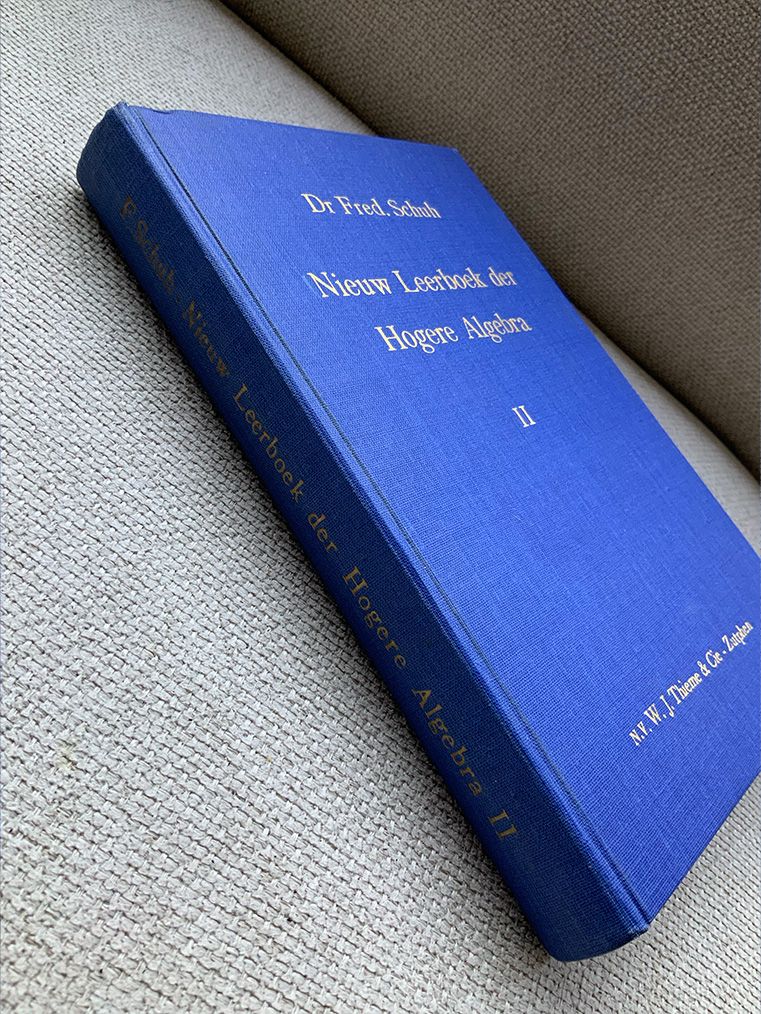 Dr Fred. Schuh
Nieuw Leerboek der
Hogere Algebra
II
N.V. W. J. Thieme & Cie - Zutphen
F. Schuh - Nieuw Leerboek der Hogere Algebra II